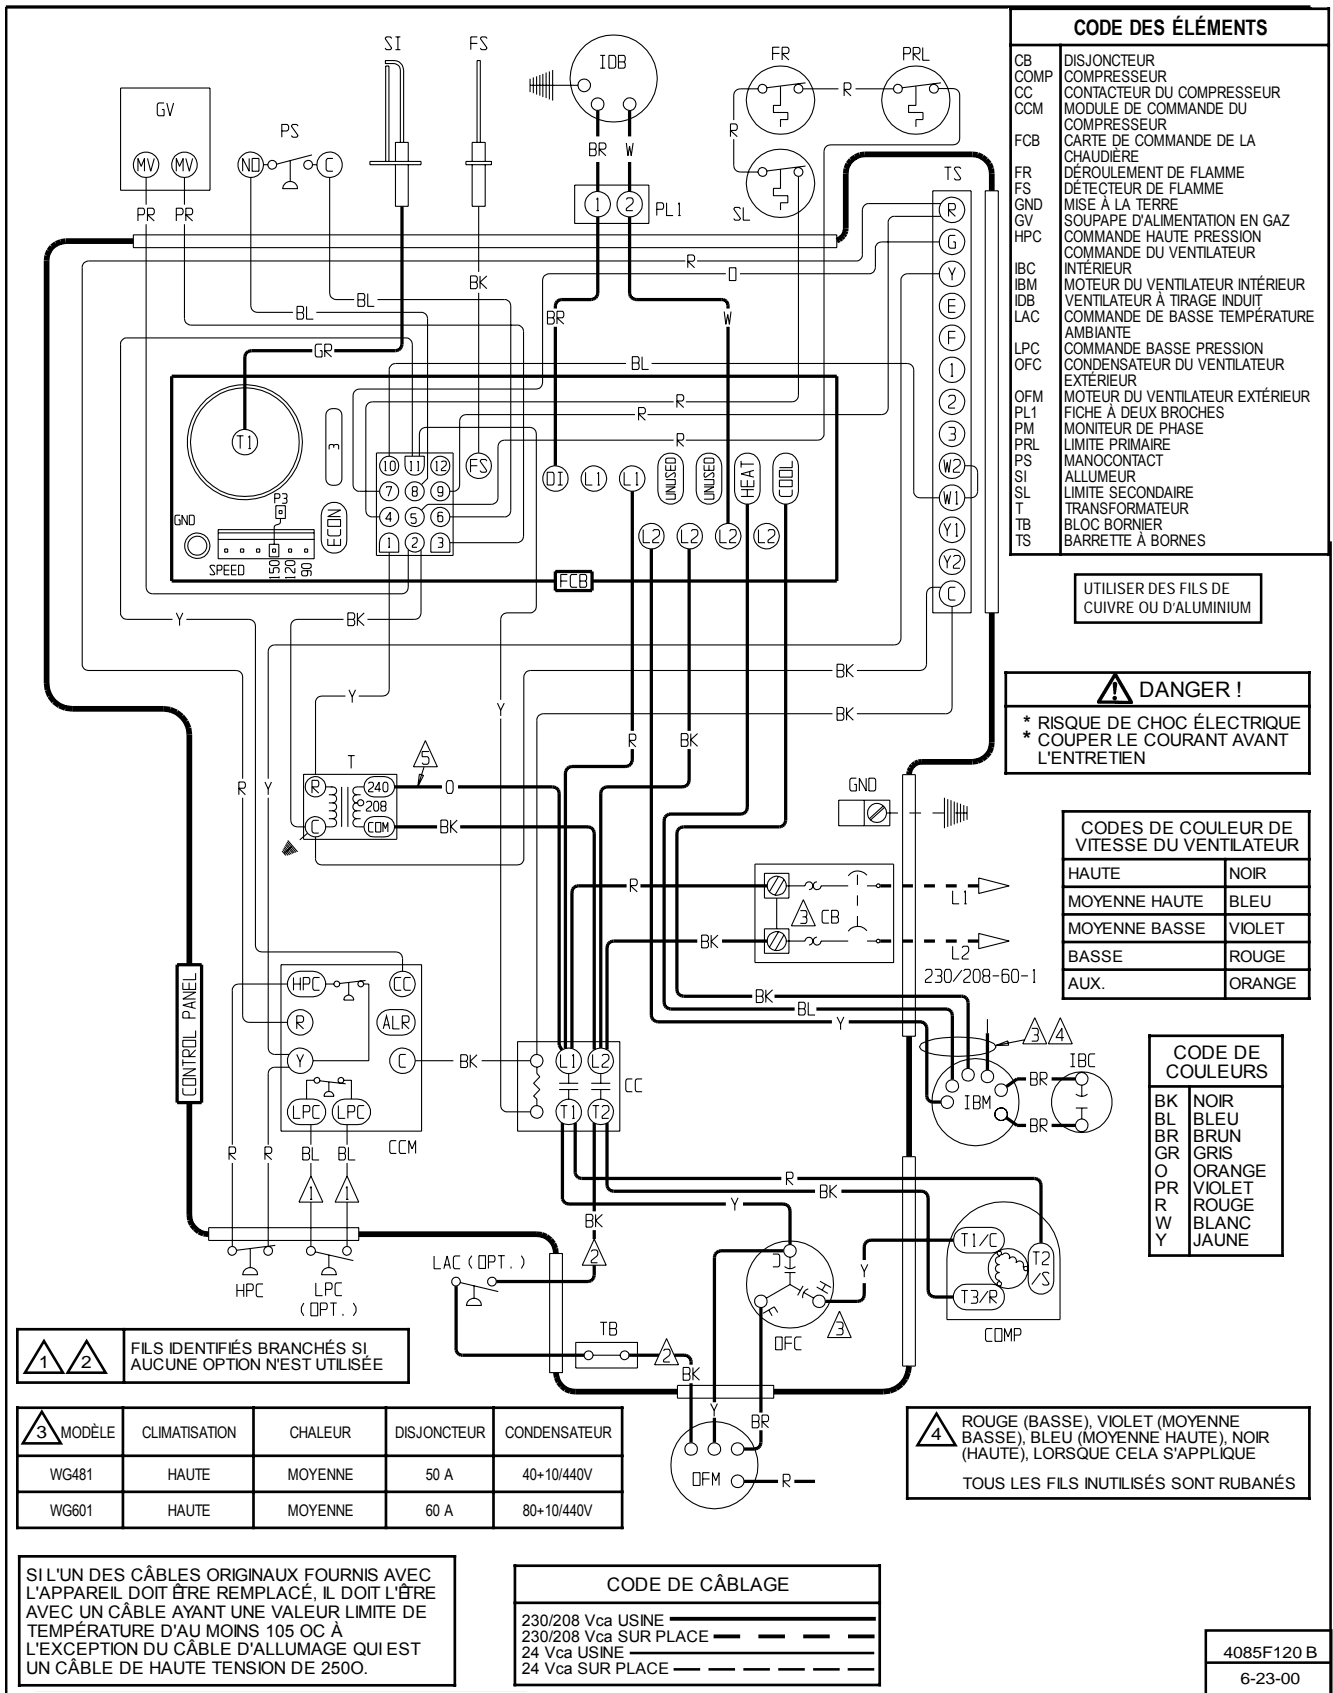 SI
FS
IDB
FR
PRL
R
GV
PS
MV
MV
NO
C
R
BR
W
SL
PR
PR
1
2
PL1
BK
BL
BL
GR
BR
W
R
O
BL
R
R
R
TS
R
G
Y
E
F
1
2
3
W2
W1
Y1
Y2
C
T1
3
P3
GND
SPEED
150
120
90
ECON
10
11
12
7
8
9
4
5
6
1
2
3
FS
DI
L1
L1
UNUSED
UNUSED
HEAT
COOL
L2
L2
L2
L2
FCB
Y
BK
BK
Y
BK
Y
R
BK
R
Y
T
R
240
208
C
COM
5
O
BK
GND
R
BK
3
CB
L1
L2
230/208-60-1
BK
BL
Y
3
4
IBM
BR
BR
IBC
CONTROL PANEL
HPC
CC
R
ALR
Y
C
BK
LPC
LPC
CCM
L1
L2
T1
T2
CC
R
R
BL
BL
1
1
R
BK
Y
BK
2
HPC
LPC
(OPT.)
LAC (OPT.)
TB
2
BK
Y
BR
C
H
F
OFC
3
Y
T1/C
T2
/S
T3/R
COMP
OFM
R
CODE DES ÉLÉMENTS
CB DISJONCTEUR
COMP COMPRESSEUR
CC CONTACTEUR DU COMPRESSEUR
CCM MODULE DE COMMANDE DU
COMPRESSEUR
FCB CARTE DE COMMANDE DE LA
CHAUDIÈRE
FR DÉROULEMENT DE FLAMME
FS DÉTECTEUR DE FLAMME
GND MISE À LA TERRE
GV SOUPAPE D'ALIMENTATION EN GAZ
HPC COMMANDE HAUTE PRESSION
COMMANDE DU VENTILATEUR
IBC INTÉRIEUR
IBM MOTEUR DU VENTILATEUR INTÉRIEUR
IDB VENTILATEUR À TIRAGE INDUIT
LAC COMMANDE DE BASSE TEMPÉRATURE
AMBIANTE
LPC COMMANDE BASSE PRESSION
OFC CONDENSATEUR DU VENTILATEUR
EXTÉRIEUR
OFM MOTEUR DU VENTILATEUR EXTÉRIEUR
PL1 FICHE À DEUX BROCHES
PM MONITEUR DE PHASE
PRL LIMITE PRIMAIRE
PS MANOCONTACT
SI ALLUMEUR
SL LIMITE SECONDAIRE
T TRANSFORMATEUR
TB BLOC BORNIER
TS BARRETTE À BORNES
UTILISER DES FILS DE
CUIVRE OU D'ALUMINIUM
DANGER !
* RISQUE DE CHOC ÉLECTRIQUE
* COUPER LE COURANT AVANT
L'ENTRETIEN
CODES DE COULEUR DE
VITESSE DU VENTILATEUR
HAUTE NOIR
MOYENNE HAUTE BLEU
MOYENNE BASSE VIOLET
BASSE ROUGE
AUX. ORANGE
CODE DE
COULEURS
BK NOIR
BL BLEU
BR BRUN
GR GRIS
O ORANGE
PR VIOLET
R ROUGE
W BLANC
Y JAUNE
1 2 FILS IDENTIFIÉS BRANCHÉS SI
AUCUNE OPTION N'EST UTILISÉE
3 MODÈLE CLIMATISATION CHALEUR DISJONCTEUR CONDENSATEUR
WG481 HAUTE MOYENNE 50 A 40+10/440V
WG601 HAUTE MOYENNE 60 A 80+10/440V
4 ROUGE (BASSE), VIOLET (MOYENNE
BASSE), BLEU (MOYENNE HAUTE), NOIR
(HAUTE), LORSQUE CELA S'APPLIQUE
TOUS LES FILS INUTILISÉS SONT RUBANÉS
SI L'UN DES CÂBLES ORIGINAUX FOURNIS AVEC
L'APPAREIL DOIT ÊTRE REMPLACÉ, IL DOIT L'ÊTRE
AVEC UN CÂBLE AYANT UNE VALEUR LIMITE DE
TEMPÉRATURE D'AU MOINS 105 OC À
L'EXCEPTION DU CÂBLE D'ALLUMAGE QUI EST
UN CÂBLE DE HAUTE TENSION DE 250O.
CODE DE CÂBLAGE
230/208 Vca USINE
230/208 Vca SUR PLACE
24 Vca USINE
24 Vca SUR PLACE
4085F120 B
6-23-00